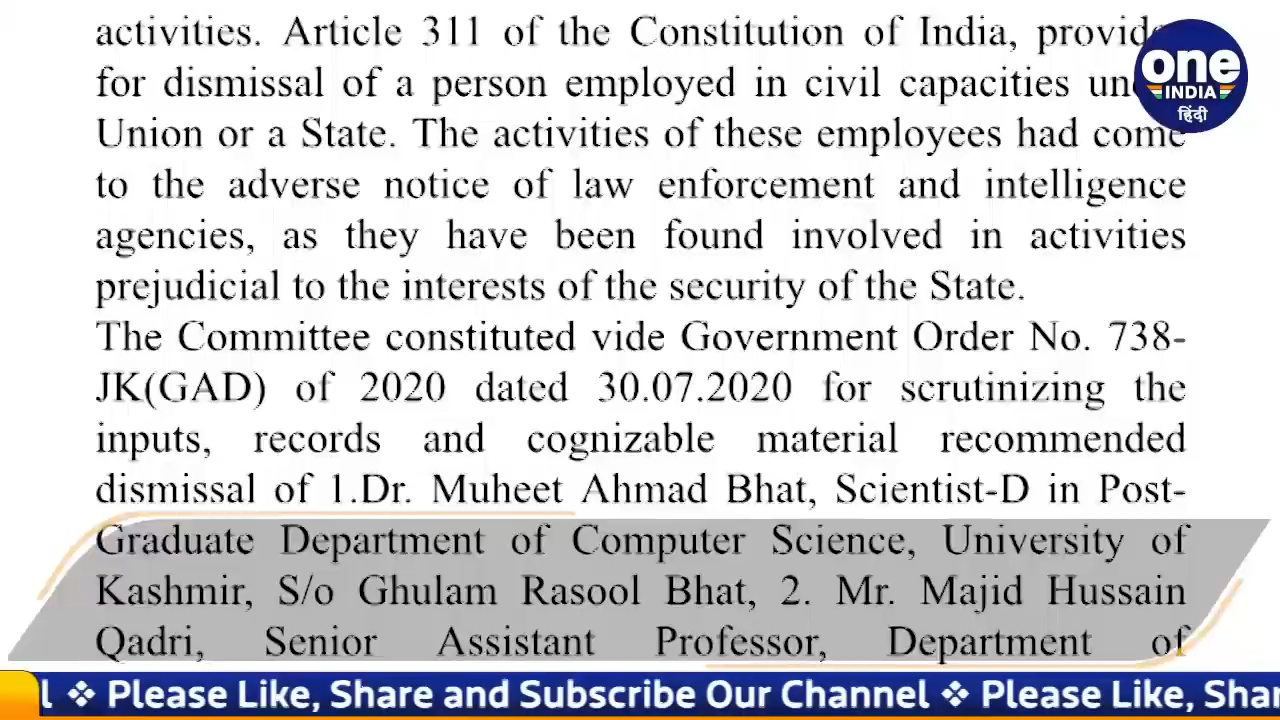 activities. Article 311 of the Constitution of India,
for dismissal of a person employed in civil capacities
Union or a State. The activities of these employees had come
to the adverse notice of law enforcement and intelligence
agencies, as they have been found involved in activities
prejudicial to the interests of the security of the State.
The Committee constituted vide Government Order No. 738-
JK(GAD) of 2020 dated 30.07.2020 for scrutinizing the
inputs, records and cognizable material recommended
dismissal of 1.Dr. Muheet Ahmad Bhat, Scientist-D in Post-
Graduate Department of Computer Science, University of
Kashmir, S/o Ghulam Rasool Bhat, 2. Mr. Majid Hussain
Qadri, Senior Assistant Professor, Department of
one
INDIA
हिंदी
l ❖ Please Like, Share and Subscribe Our Channel ❖ Please Like, Shar